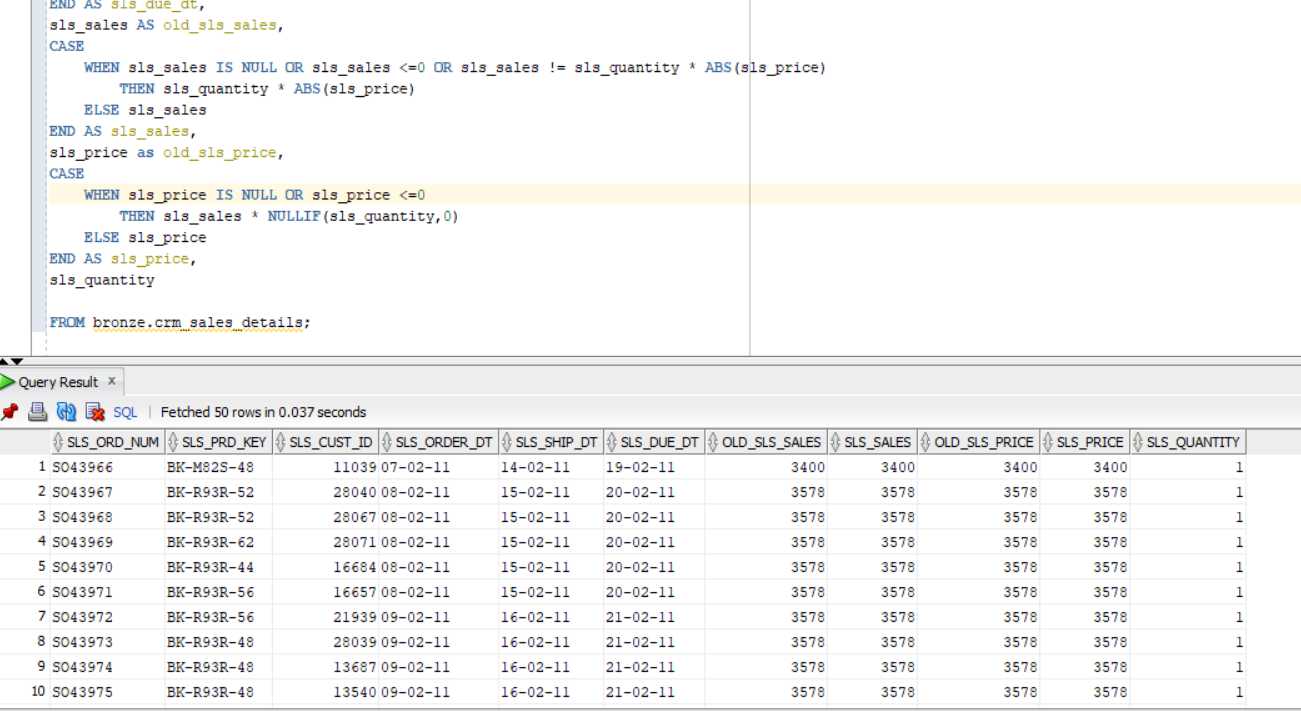 END AS sls_due_dt,
sls_sales AS old_sls_sales,
CASE
WHEN sls_sales IS NULL OR sls_sales <=0 OR sls_sales != sls_quantity * ABS(sls_price)
THEN sls_quantity * ABS(sls_price)
ELSE sls_sales
END AS sls_sales,
sls_price as old_sls_price,
CASE
WHEN sls_price IS NULL OR sls_price <=0
THEN sls_sales * NULLIF(sls_quantity,0)
ELSE sls_price
END AS sls_price,
sls_quantity
FROM bronze.crm_sales_details;
Query Result x
SQL | Fetched 50 rows in 0.037 seconds
SLS_ORD_NUM SLS_PRD_KEY SLS_CUST_ID SLS_ORDER_DT SLS_SHIP_DT SLS_DUE_DT OLD_SLS_SALES SLS_SALES OLD_SLS_PRICE SLS_PRICE SLS_QUANTITY
1 SO43966 BK-M82S-48 11039 07-02-11 14-02-11 19-02-11 3400 3400 3400 3400 1
2 SO43967 BK-R93R-52 28040 08-02-11 15-02-11 20-02-11 3578 3578 3578 3578 1
3 SO43968 BK-R93R-52 28067 08-02-11 15-02-11 20-02-11 3578 3578 3578 3578 1
4 SO43969 BK-R93R-62 28071 08-02-11 15-02-11 20-02-11 3578 3578 3578 3578 1
5 SO43970 BK-R93R-44 16684 08-02-11 15-02-11 20-02-11 3578 3578 3578 3578 1
6 SO43971 BK-R93R-56 16657 08-02-11 15-02-11 20-02-11 3578 3578 3578 3578 1
7 SO43972 BK-R93R-56 21939 09-02-11 16-02-11 21-02-11 3578 3578 3578 3578 1
8 SO43973 BK-R93R-48 28039 09-02-11 16-02-11 21-02-11 3578 3578 3578 3578 1
9 SO43974 BK-R93R-48 13687 09-02-11 16-02-11 21-02-11 3578 3578 3578 3578 1
10 SO43975 BK-R93R-48 13540 09-02-11 16-02-11 21-02-11 3578 3578 3578 3578 1